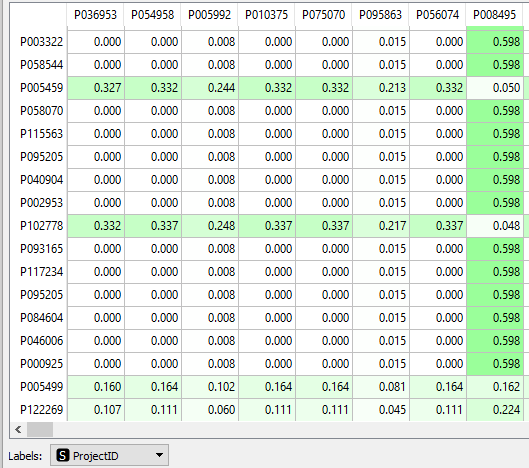 P036953 P054958 P005992 P010375 P075070 P095863 P056074 P008495
P003322 0.000 0.000 0.008 0.000 0.000 0.015 0.000 0.598
P058544 0.000 0.000 0.008 0.000 0.000 0.015 0.000 0.598
P005459 0.327 0.332 0.244 0.332 0.332 0.213 0.332 0.050
P058070 0.000 0.000 0.008 0.000 0.000 0.015 0.000 0.598
P115563 0.000 0.000 0.008 0.000 0.000 0.015 0.000 0.598
P095205 0.000 0.000 0.008 0.000 0.000 0.015 0.000 0.598
P040904 0.000 0.000 0.008 0.000 0.000 0.015 0.000 0.598
P002953 0.000 0.000 0.008 0.000 0.000 0.015 0.000 0.598
P102778 0.332 0.337 0.248 0.337 0.337 0.217 0.337 0.048
P093165 0.000 0.000 0.008 0.000 0.000 0.015 0.000 0.598
P117234 0.000 0.000 0.008 0.000 0.000 0.015 0.000 0.598
P095205 0.000 0.000 0.008 0.000 0.000 0.015 0.000 0.598
P084604 0.000 0.000 0.008 0.000 0.000 0.015 0.000 0.598
P046006 0.000 0.000 0.008 0.000 0.000 0.015 0.000 0.598
P000925 0.000 0.000 0.008 0.000 0.000 0.015 0.000 0.598
P005499 0.160 0.164 0.102 0.164 0.164 0.081 0.164 0.162
P122269 0.107 0.111 0.060 0.111 0.111 0.045 0.111 0.224
Labels: S ProjectID